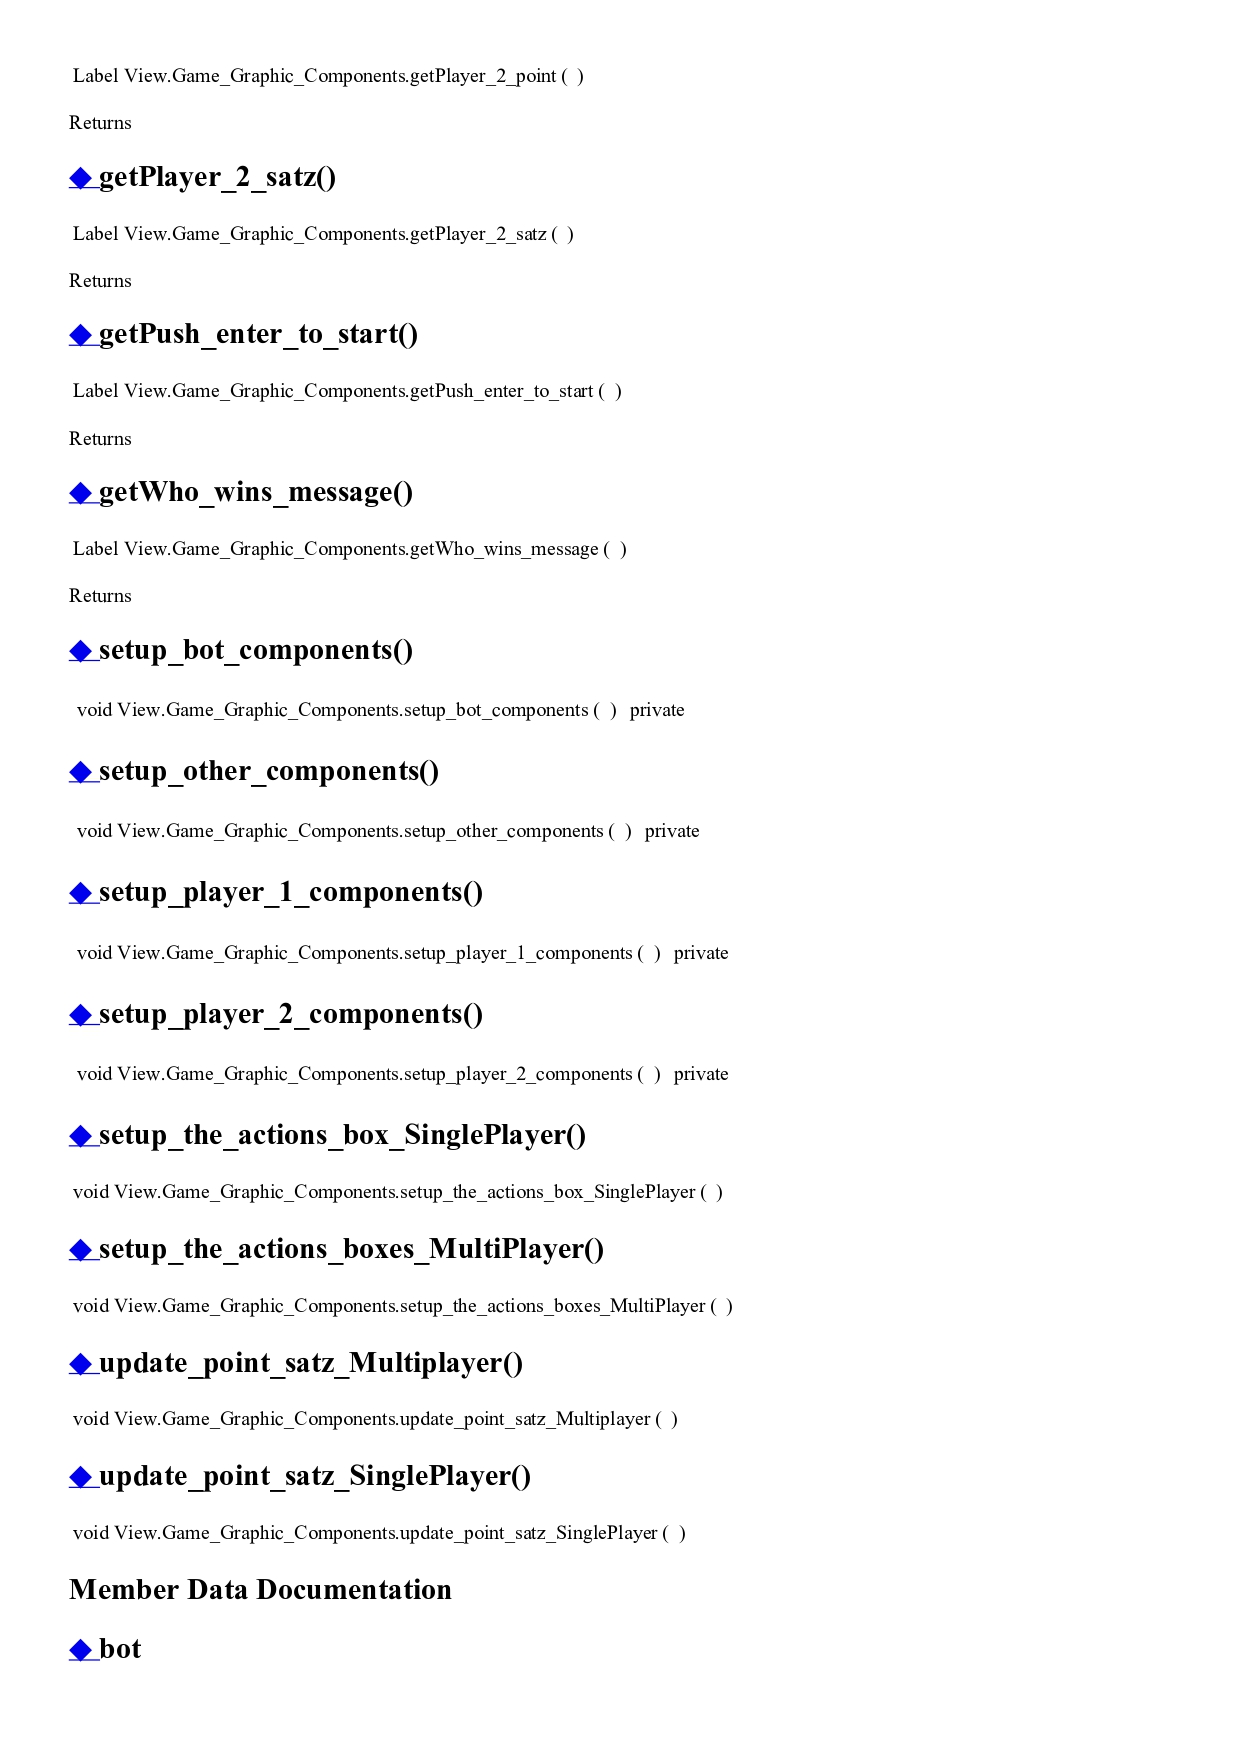 Label View.Game_Graphic_Components.getPlayer_2_point ( )
Returns
◆ getPlayer_2_satz()
Label View.Game_Graphic_Components.getPlayer_2_satz ( )
Returns
◆ getPush_enter_to_start()
Label View.Game_Graphic_Components.getPush_enter_to_start ( )
Returns
◆ getWho_wins_message()
Label View.Game_Graphic_Components.getWho_wins_message ( )
Returns
◆ setup_bot_components()
void View.Game_Graphic_Components.setup_bot_components ( ) private
◆ setup_other_components()
void View.Game_Graphic_Components.setup_other_components ( ) private
◆ setup_player_1_components()
void View.Game_Graphic_Components.setup_player_1_components ( ) private
◆ setup_player_2_components()
void View.Game_Graphic_Components.setup_player_2_components ( ) private
◆ setup_the_actions_box_SinglePlayer()
void View.Game_Graphic_Components.setup_the_actions_box_SinglePlayer ( )
◆ setup_the_actions_boxes_MultiPlayer()
void View.Game_Graphic_Components.setup_the_actions_boxes_MultiPlayer ( )
◆ update_point_satz_Multiplayer()
void View.Game_Graphic_Components.update_point_satz_Multiplayer ( )
◆ update_point_satz_SinglePlayer()
void View.Game_Graphic_Components.update_point_satz_SinglePlayer ( )
Member Data Documentation
◆ bot